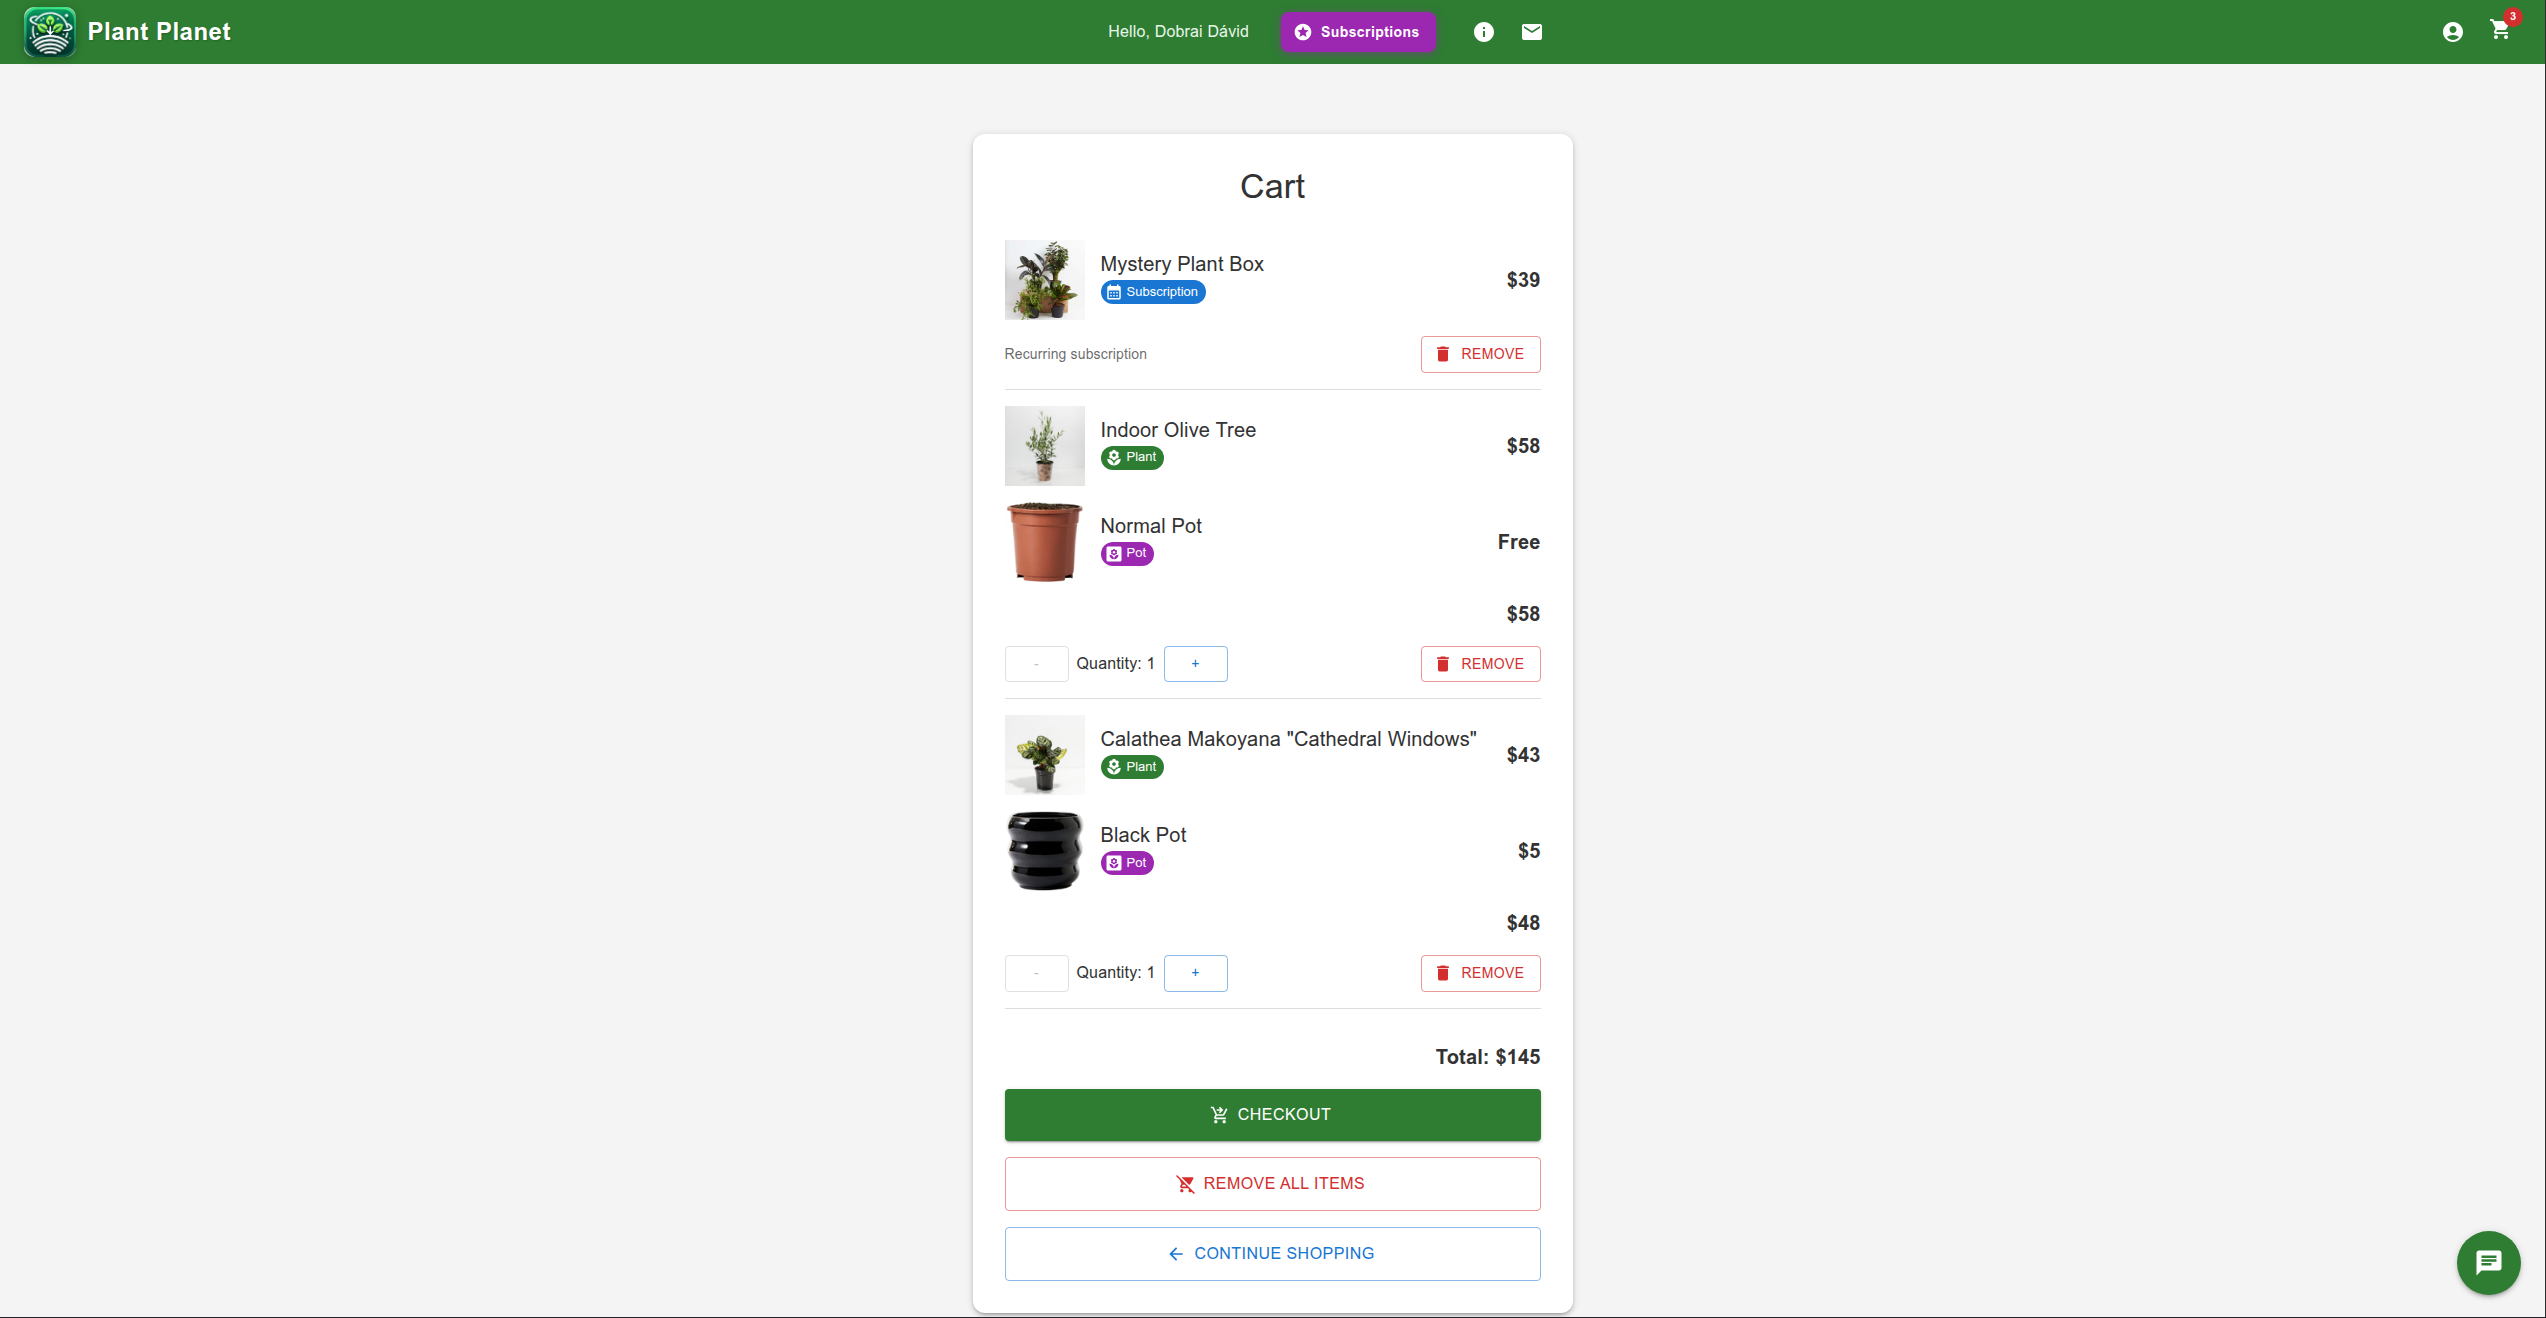 Plant Planet
Hello, Dobrai Dávid
Subscriptions
3
Cart
Mystery Plant Box
Subscription
$39
Recurring subscription
REMOVE
Indoor Olive Tree
Plant
$58
Normal Pot
Pot
Free
$58
- Quantity: 1 +
REMOVE
Calathea Makoyana "Cathedral Windows"
Plant
$43
Black Pot
Pot
$5
$48
- Quantity: 1 +
REMOVE
Total: $145
CHECKOUT
REMOVE ALL ITEMS
CONTINUE SHOPPING